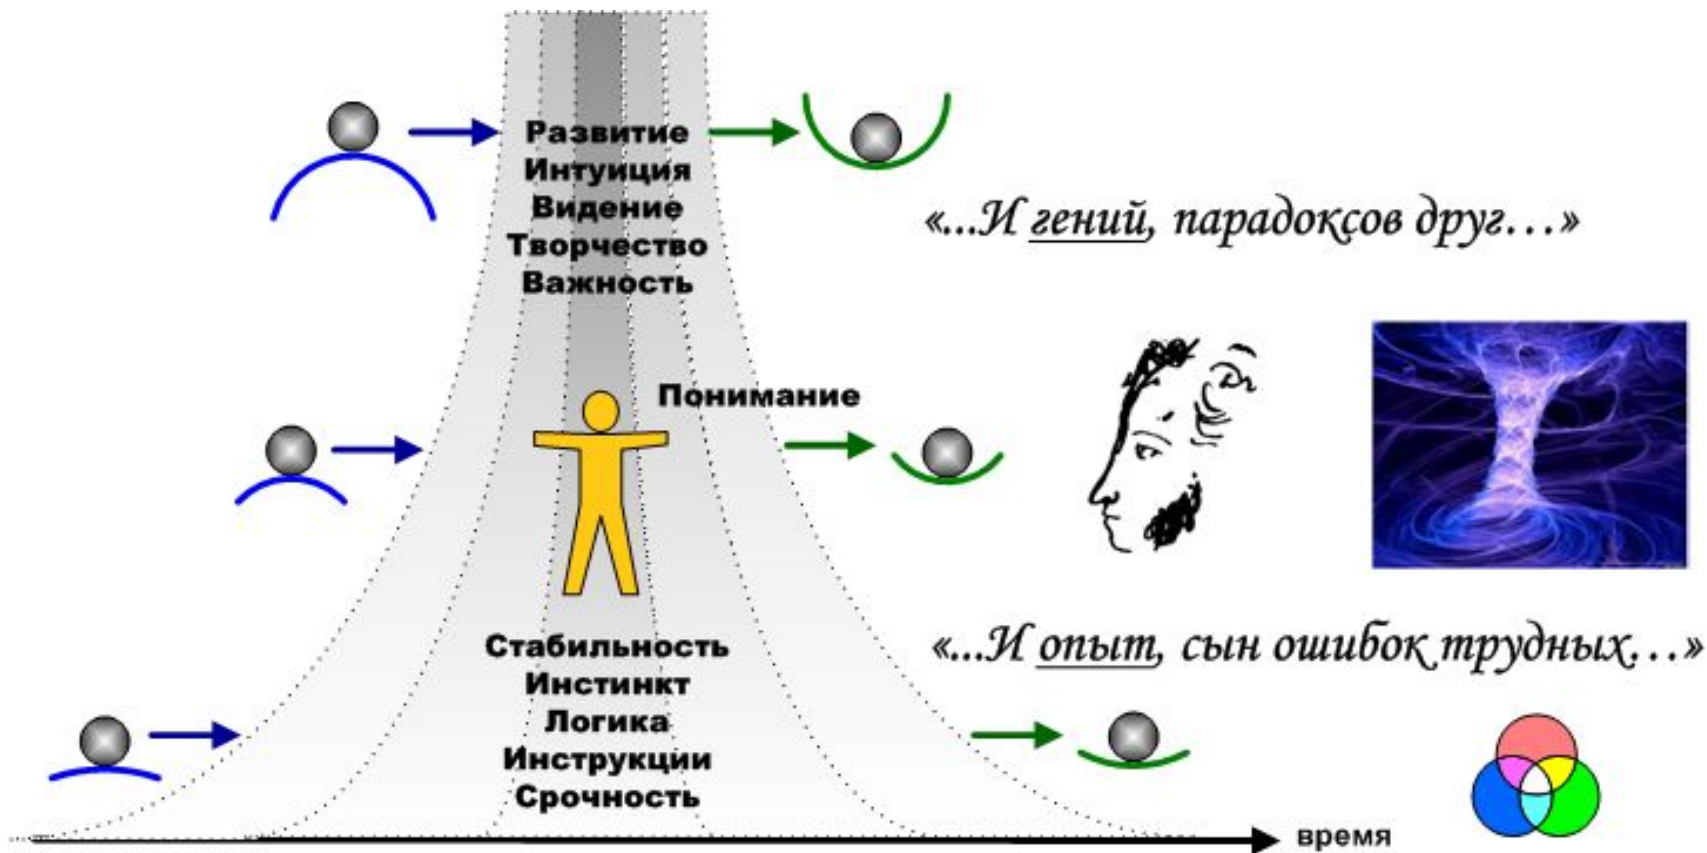 Развитие
Интуиция
Видение
Творчество
Важность
«...И гений, парадоксов друг...»
Понимание
«...И опыт, сын ошибок трудных...»
Стабильность
Инстинкт
Логика
Инструкции
Срочность
время